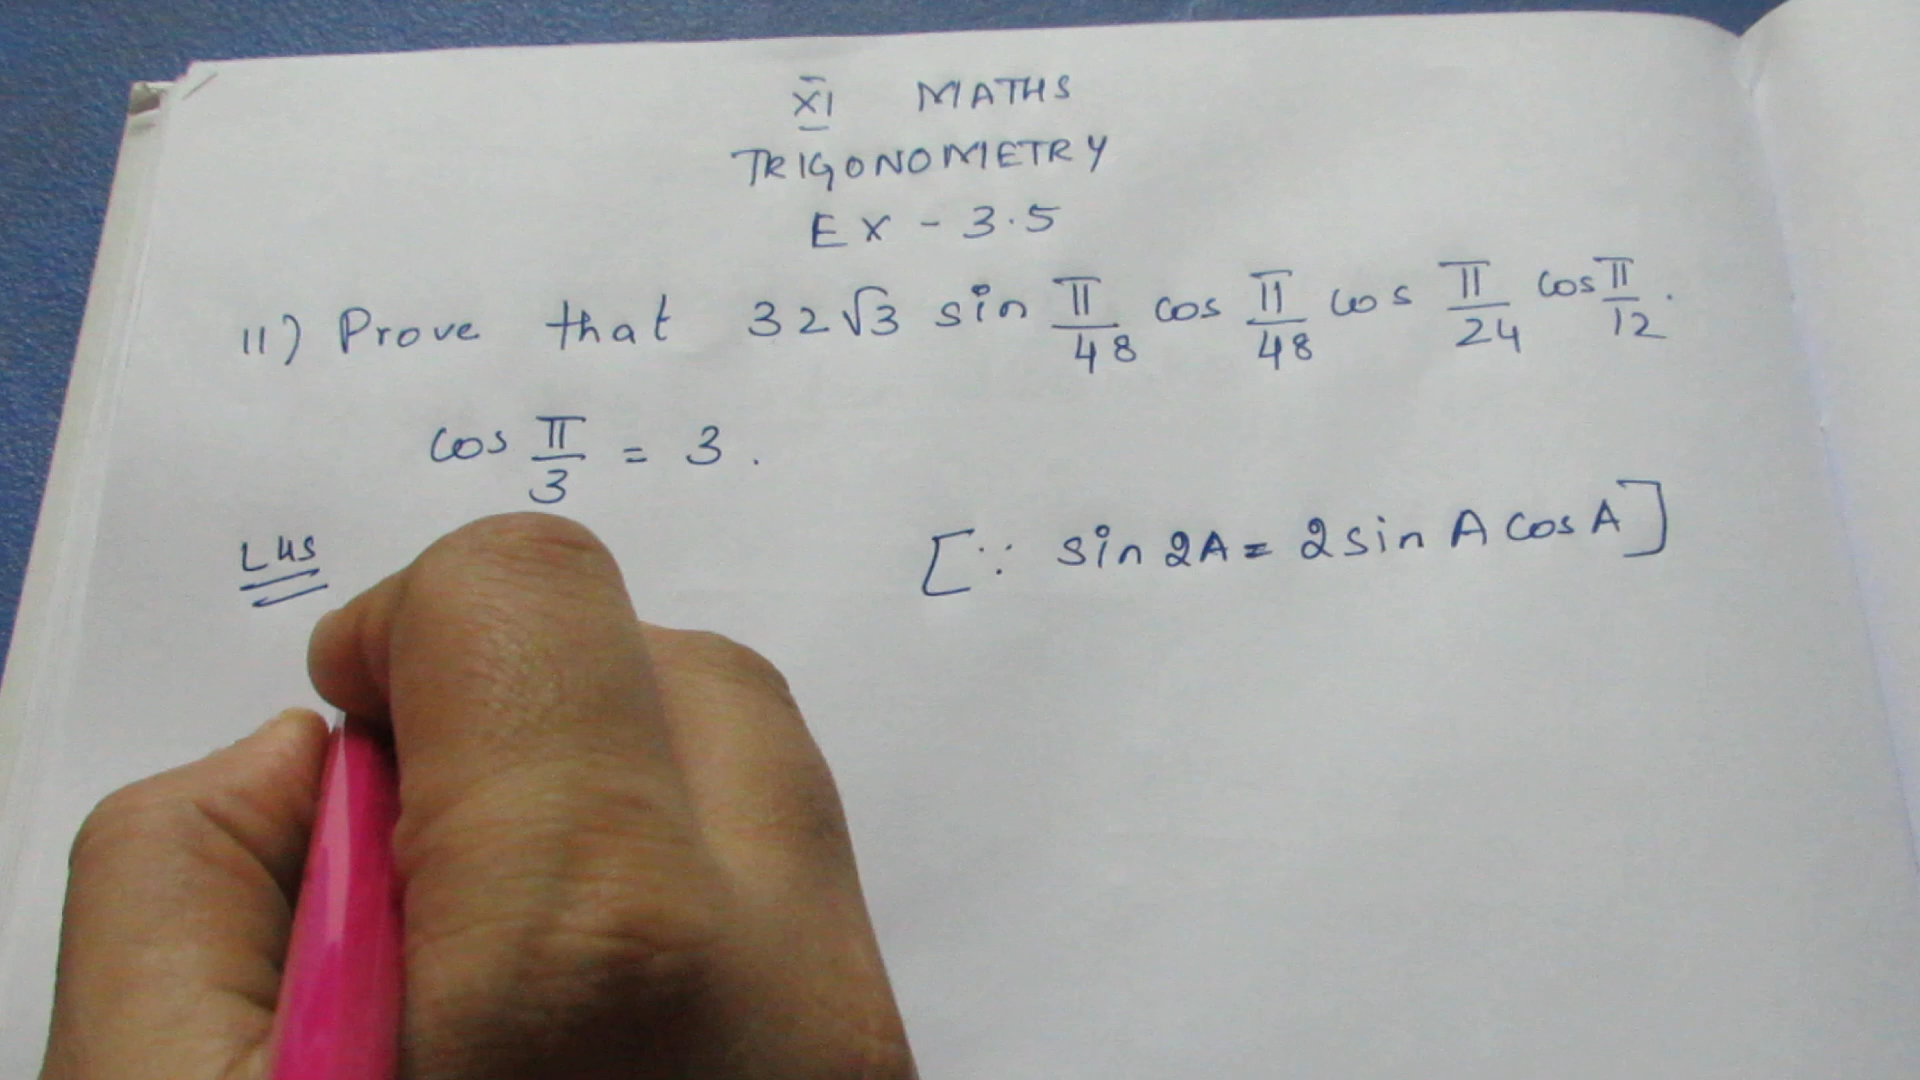 XI MATHS
TRIGONOMETRY
EX - 3.5
11) Prove that 32√3 sin π/48 cos π/48 cos π/24 cos π/12.
cos π/3 = 3.
LHS [∵ sin 2A = 2 sin A cos A]